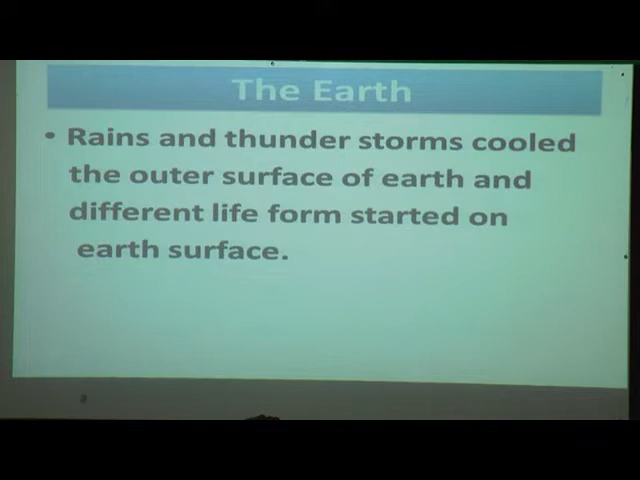 The Earth
• Rains and thunder storms cooled
the outer surface of earth and
different life form started on
earth surface.